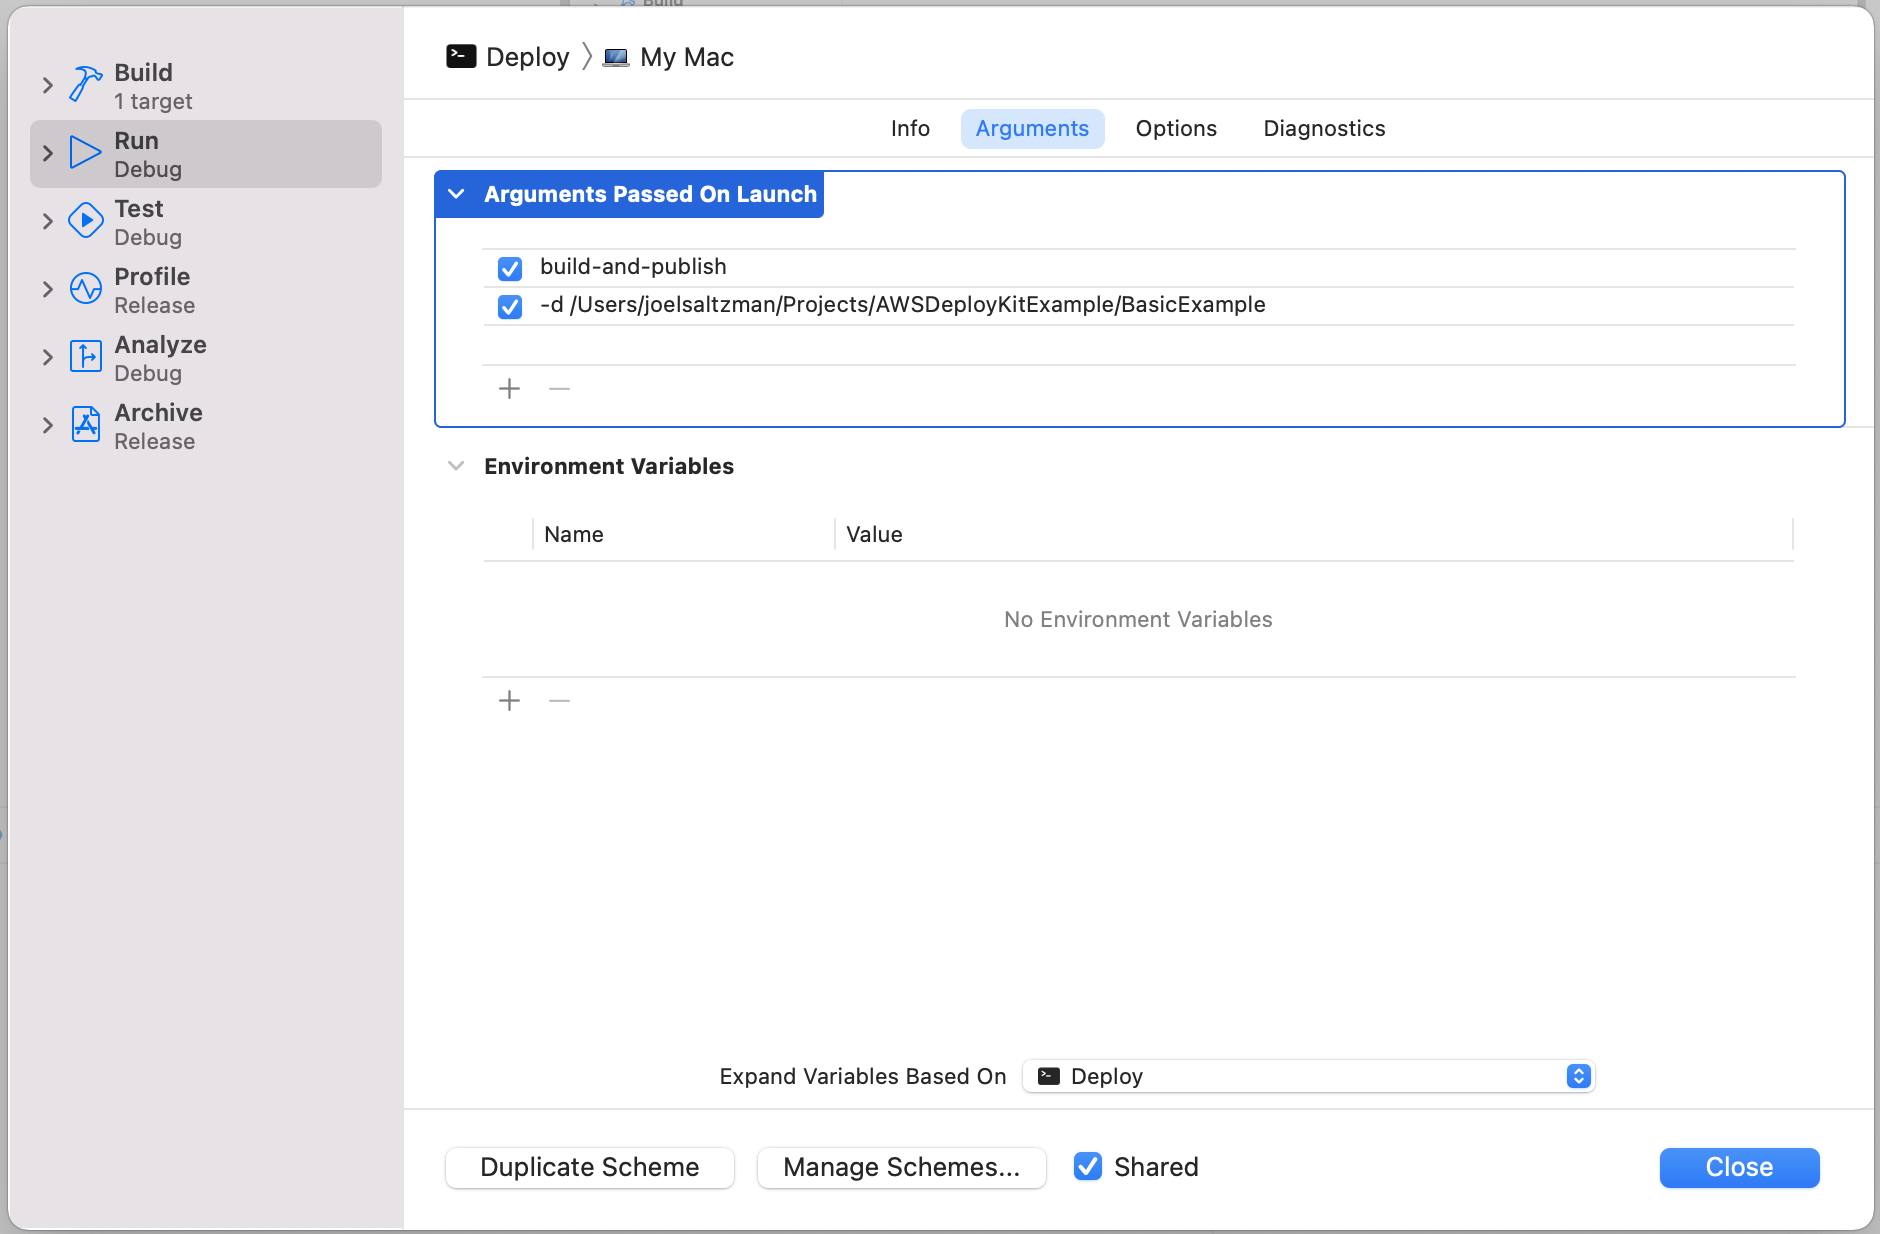 Build
Deploy
My Mac
Build
1 target
Run
Debug
Test
Debug
Profile
Release
Analyze
Debug
Archive
Release
Info
Arguments
Options
Diagnostics
Arguments Passed On Launch
build-and-publish
-d /Users/joelsaltzman/Projects/AWSDeployKitExample/BasicExample
Environment Variables
Name
Value
No Environment Variables
Expand Variables Based On
Deploy
Duplicate Scheme
Manage Schemes...
Shared
Close